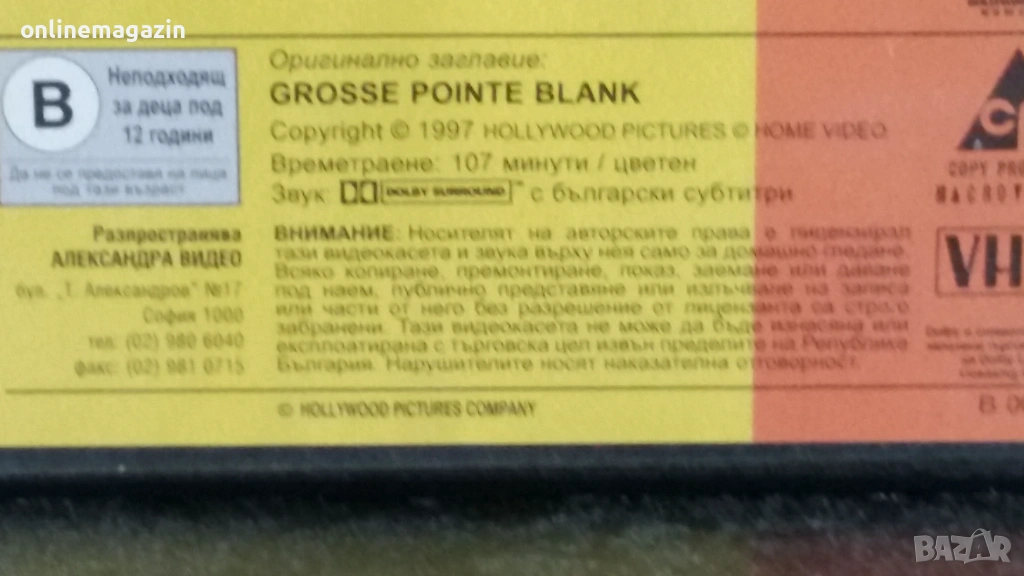 onlinemagazin
Оригинално заглавие:
GROSSE POINTE BLANK
Copyright © 1997 HOLLYWOOD PICTURES HOME VIDEO
Времетраене: 107 минути / цветен
Звук: DOLBY SURROUND ™ с български субтитри
В
Неподходящ
за деца под
12 години
Да не се предоставя на лица
под тази възраст
Разпространява
АЛЕКСАНДРА ВИДЕО
бул. „Т. Александров" №17
София 1000
тел: (02) 980 6040
факс: (02) 981 0715
ВНИМАНИЕ: Носителят на авторските права е лицензирал
тази видеокасета и звука върху нея само за домашно гледане.
Всяко копиране, премонтиране, показ, заемане или даване
под наем, публично представяне или излъчване на записа
или части от него без разрешение от лицензианта са строго
забранени. Тази видеокасета не може да бъде изнасяна или
експлоатирана с търговска цел извън пределите на Република
България. Нарушителите носят наказателна отговорност.
© HOLLYWOOD PICTURES COMPANY
C
COPY PRO
MACROV
VH
В 0
BAZAR